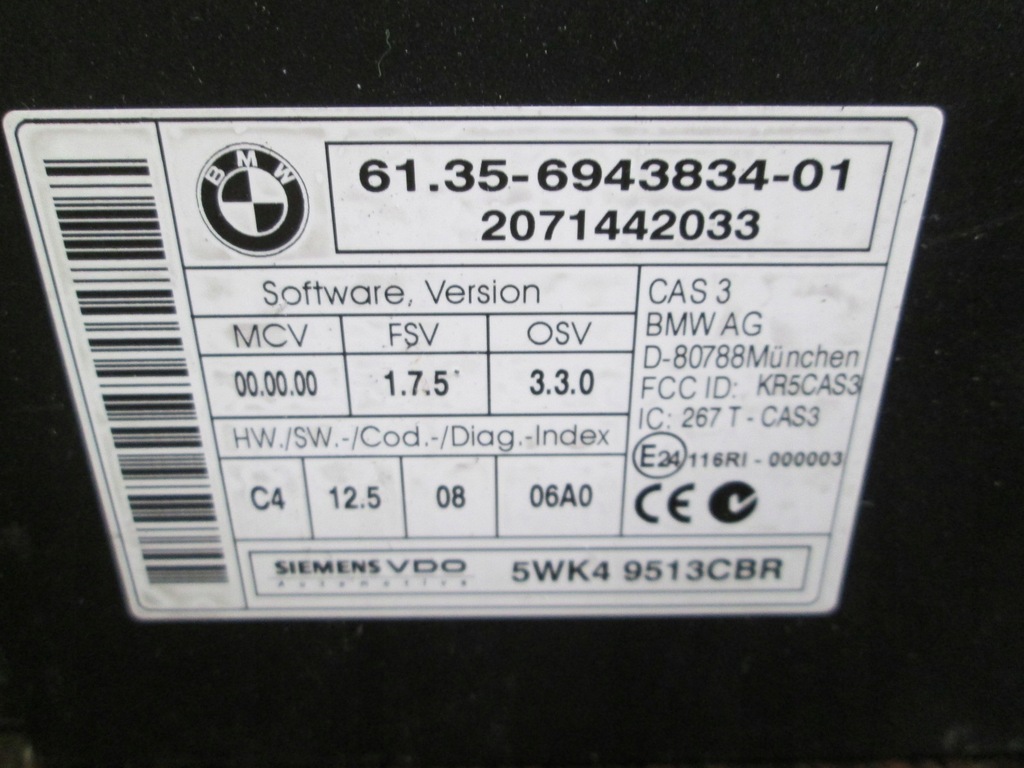 BMW
61.35-6943834-01
2071442033
Software, Version
MCV FSV OSV
00.00.00 1.7.5 3.3.0
HW./SW.-/Cod.-/Diag.-Index
C4 12.5 08 06A0
CAS 3
BMW AG
D-80788München
FCC ID: KR5CAS3
IC: 267 T - CAS3
E24 116RI - 000003
CE
SIEMENS VDO 5WK4 9513CBR
Automotive